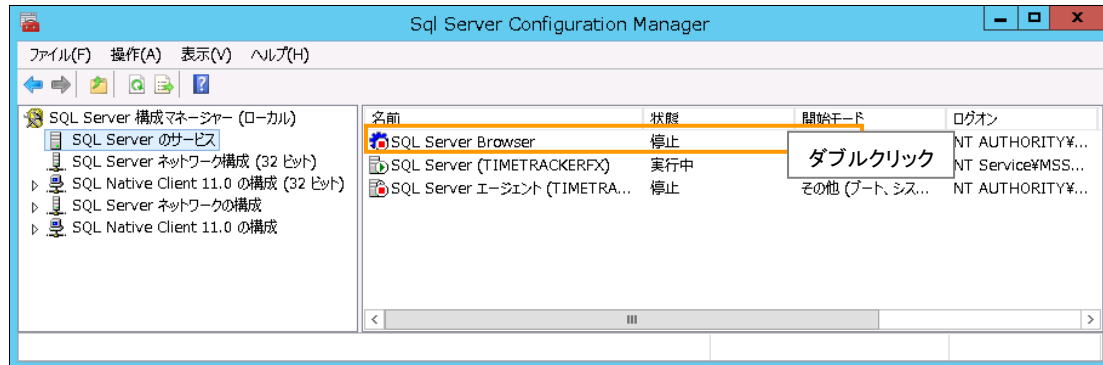 Sql Server Configuration Manager
ファイル(F) 操作(A) 表示(V) ヘルプ(H)
SQL Server 構成マネージャー (ローカル)
SQL Server のサービス
SQL Server ネットワーク構成 (32 ビット)
SQL Native Client 11.0 の構成 (32 ビット)
SQL Server ネットワークの構成
SQL Native Client 11.0 の構成
名前 状態 開始モード ログオン
SQL Server Browser 停止 NT AUTHORITY¥...
SQL Server (TIMETRACKERFX) 実行中 NT Service¥MSS...
SQL Server エージェント (TIMETRA... 停止 その他 (ブート、シス... NT AUTHORITY¥...
ダブルクリック